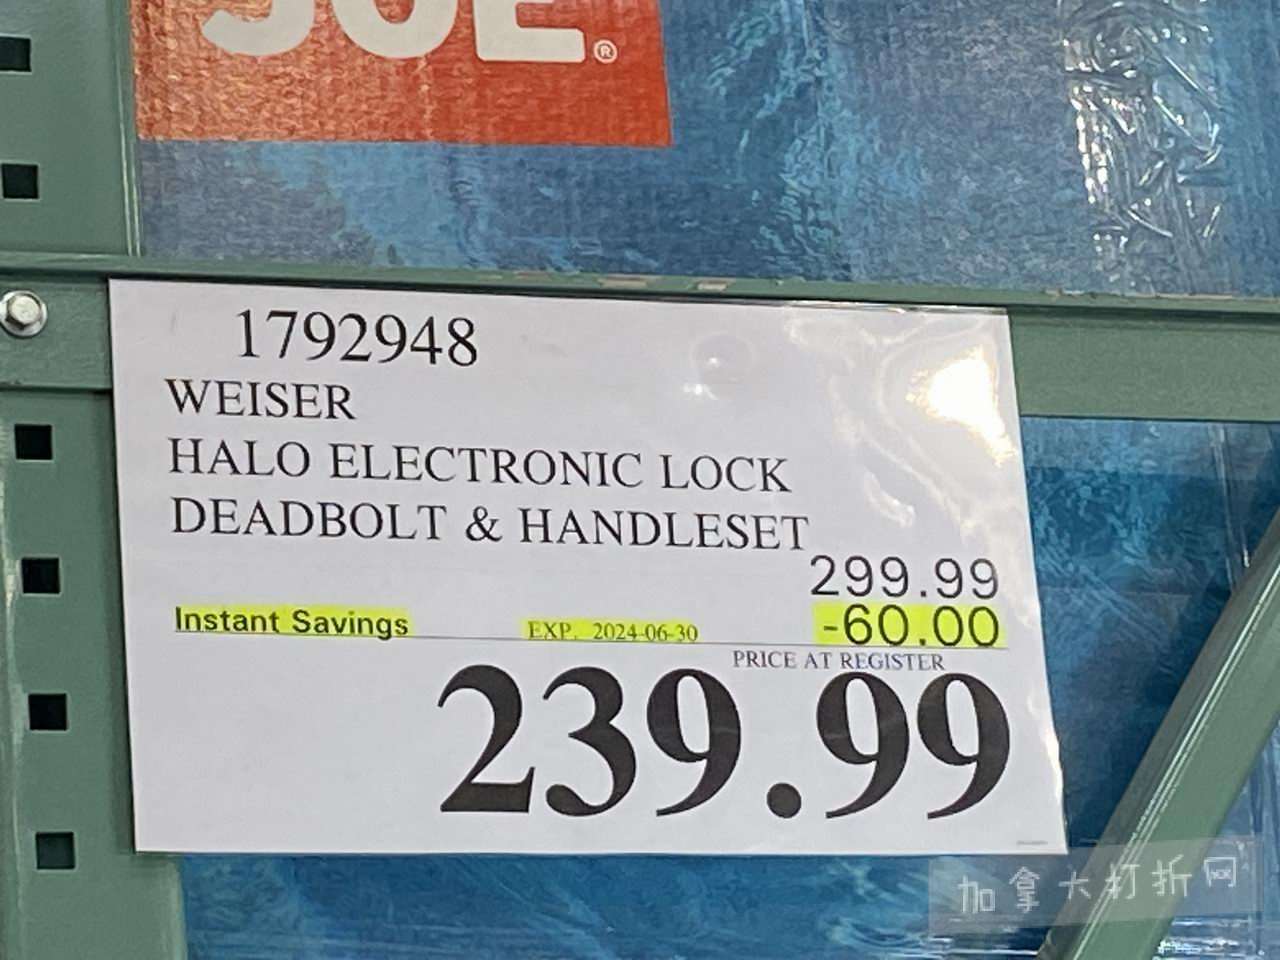 JOE®
1792948
WEISER
HALO ELECTRONIC LOCK
DEADBOLT & HANDLESET
299.99
Instant Savings EXP. 2024-06-30 -60.00
PRICE AT REGISTER
239.99
加拿大打折网